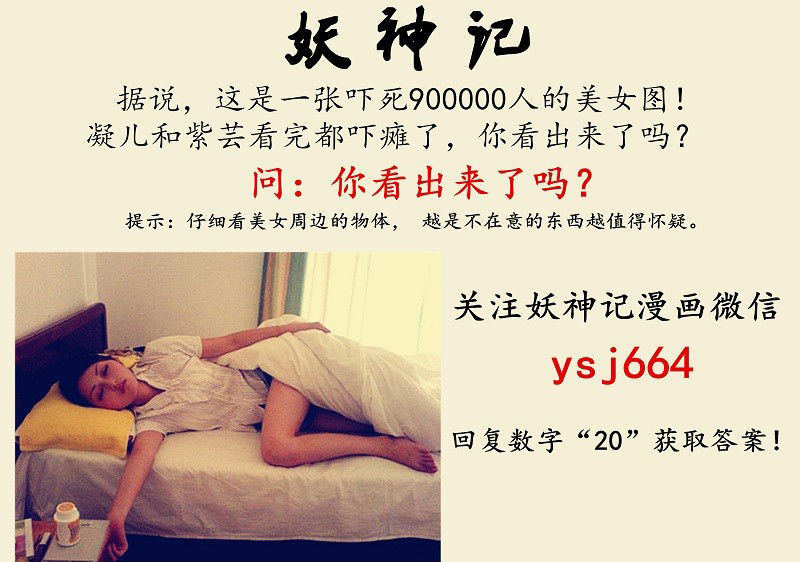 妖神记
据说，这是一张吓死900000人的美女图！
凝儿和紫芸看完都吓瘫了，你看出来了吗？
问：你看出来了吗？
提示：仔细看美女周边的物体， 越是不在意的东西越值得怀疑。
关注妖神记漫画微信
ysj664
回复数字“20”获取答案！